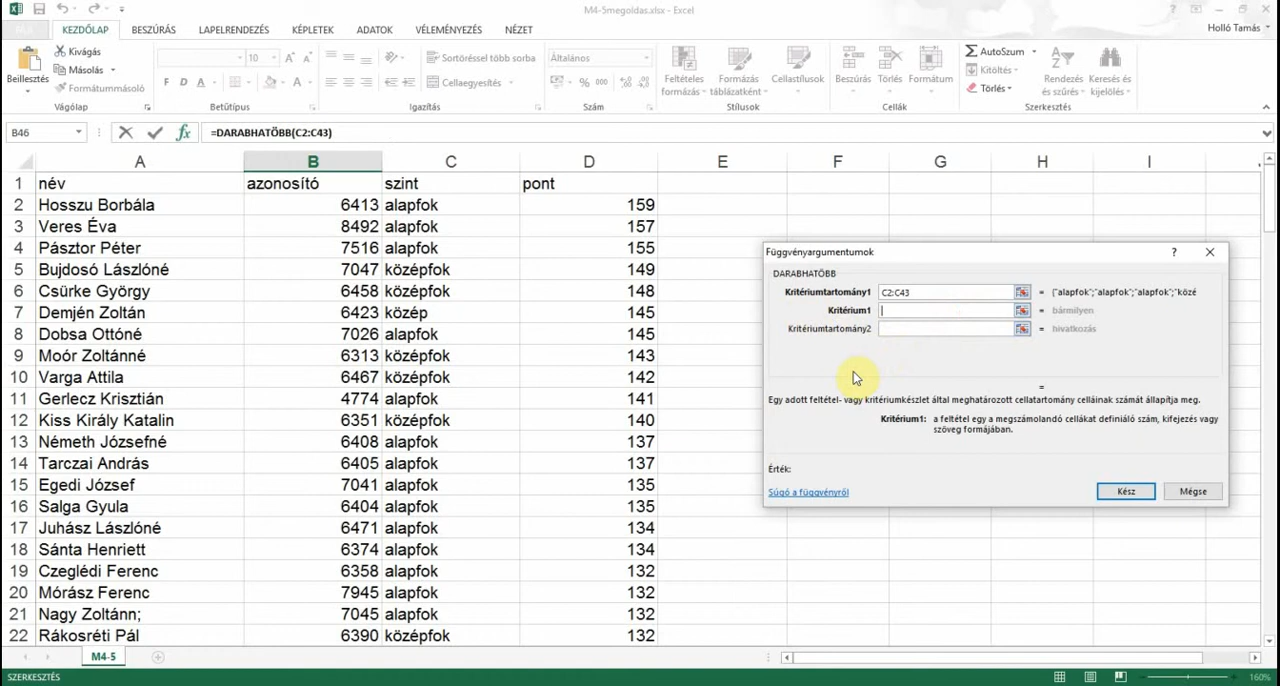 M4-5megoldas.xlsx - Excel
KEZDŐLAP BESZÚRÁS LAPELRENDEZÉS KÉPLETEK ADATOK VÉLEMÉNYEZÉS NÉZET Holló Tamás
Beillesztés
Kivágás
Másolás
Formátummásoló
Vágólap
10
F D A
Betűtípus
Sortöréssel több sorba
Cellaegyesítés
Igazítás
Általános
% 000
Szám
Feltételes formázás
Formázás táblázatként
Cellastílusok
Stílusok
Beszúrás Törlés Formátum
Cellák
AutoSzum
Kitöltés
Törlés
Rendezés és szűrés
Keresés és kijelölés
Szerkesztés
B46 fx =DARABHATÖBB(C2:C43)
A B C D E F G H I
1 név azonosító szint pont
2 Hosszu Borbála 6413 alapfok 159
3 Veres Éva 8492 alapfok 157
4 Pásztor Péter 7516 alapfok 155
5 Bujdosó Lászlóné 7047 középfok 149
6 Csürke György 6458 középfok 148
7 Demjén Zoltán 6423 közép 145
8 Dobsa Ottóné 7026 alapfok 145
9 Moór Zoltánné 6313 középfok 143
10 Varga Attila 6467 középfok 142
11 Gerlecz Krisztián 4774 alapfok 141
12 Kiss Király Katalin 6351 középfok 140
13 Németh Józsefné 6408 alapfok 137
14 Tarczai András 6405 alapfok 137
15 Egedi József 7041 alapfok 135
16 Salga Gyula 6404 alapfok 135
17 Juhász Lászlóné 6471 alapfok 134
18 Sánta Henriett 6374 alapfok 134
19 Czeglédi Ferenc 6358 alapfok 132
20 Mórász Ferenc 7945 alapfok 132
21 Nagy Zoltánn; 7045 alapfok 132
22 Rákosréti Pál 6390 középfok 132
Függvényargumentumok ?
DARABHATÖBB
Kritériumtartomány1 C2:C43 = {"alapfok";"alapfok";"alapfok";"közé
Kritérium1 = bármilyen
Kritériumtartomány2 = hivatkozás
=
Egy adott feltétel- vagy kritériumkészlet által meghatározott cellatartomány celláinak számát állapítja meg.
Kritérium1: a feltétel egy a megszámolandó cellákat definiáló szám, kifejezés vagy
szöveg formájában.
Érték:
Súgó a függvényről Kész Mégse
M4-5
SZERKESZTÉS 160%